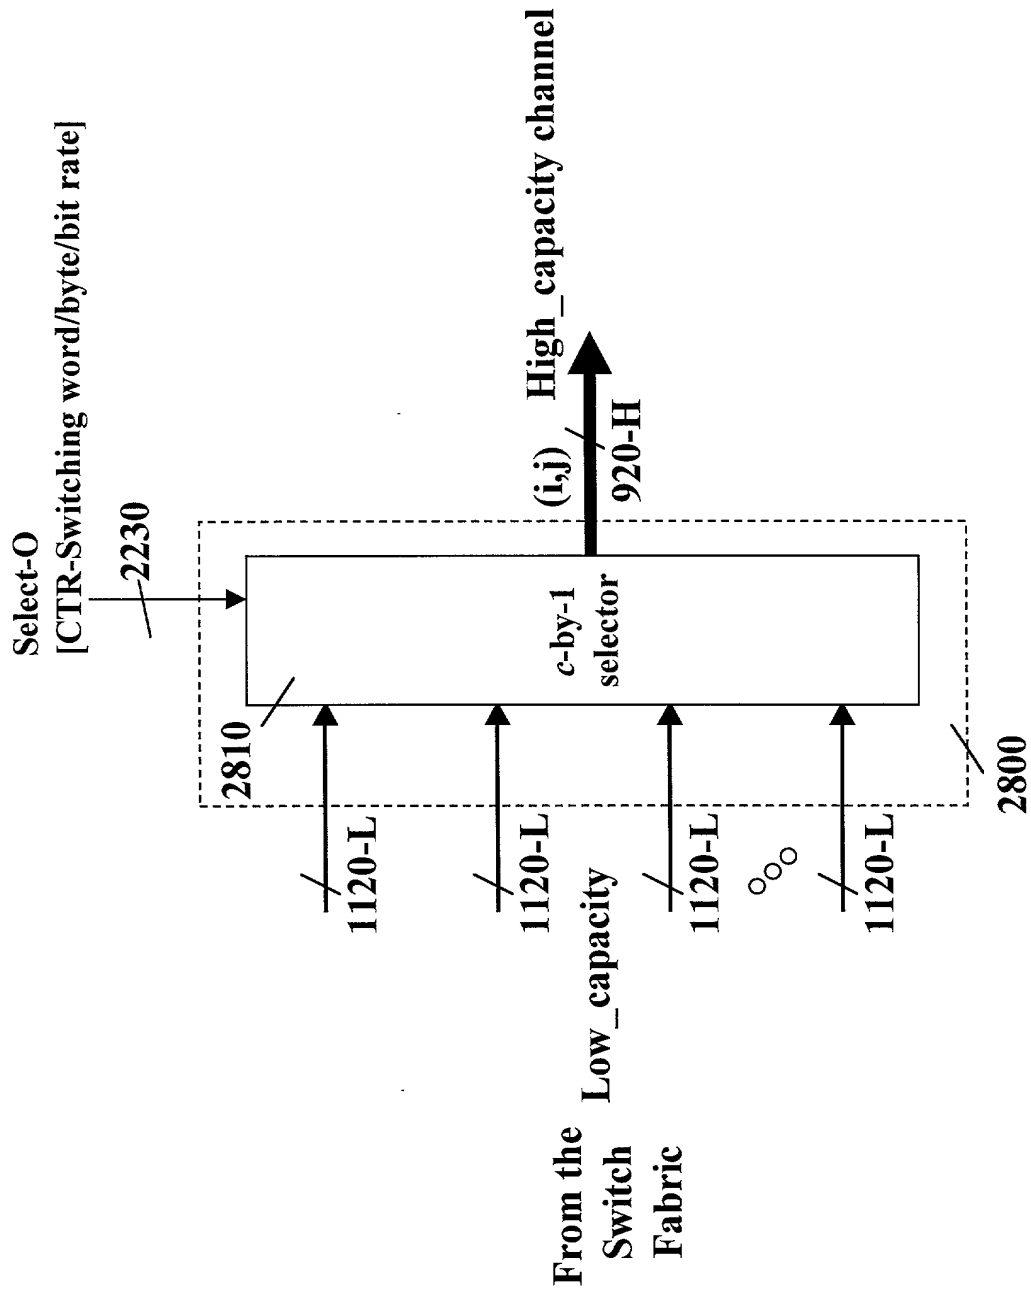 Select-O
[CTR-Switching word/byte/bit rate]
2230
2810
1120-L
1120-L
1120-L
1120-L
From the
Switch
Fabric
Low_capacity
c-by-1
selector
(i,j)
High_capacity channel
920-H
2800